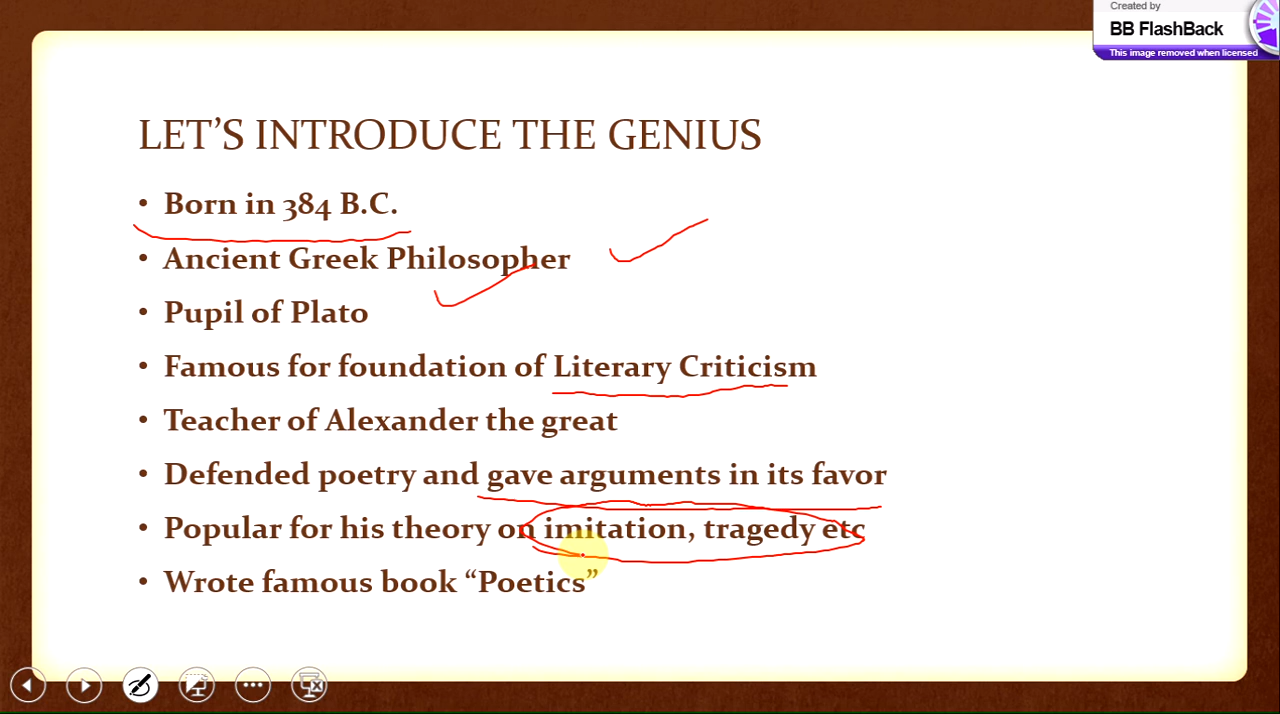 Created by
BB FlashBack
This image removed when licensed
LET’S INTRODUCE THE GENIUS
• Born in 384 B.C.
• Ancient Greek Philosopher
• Pupil of Plato
• Famous for foundation of Literary Criticism
• Teacher of Alexander the great
• Defended poetry and gave arguments in its favor
• Popular for his theory on imitation, tragedy etc
• Wrote famous book “Poetics”